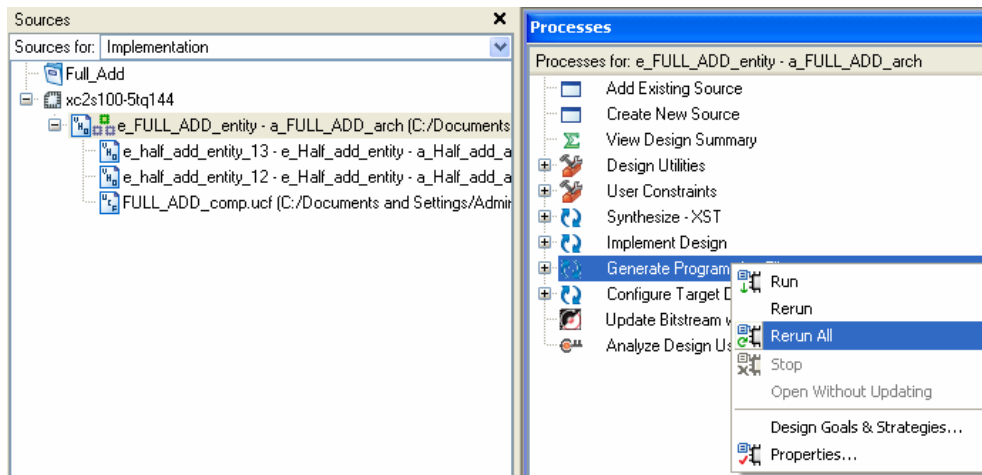 Sources
Sources for: Implementation
Full_Add
xc2s100-5tq144
e_FULL_ADD_entity - a_FULL_ADD_arch (C:/Documents
e_half_add_entity_13 - e_Half_add_entity - a_Half_add_a
e_half_add_entity_12 - e_Half_add_entity - a_Half_add_a
FULL_ADD_comp.ucf (C:/Documents and Settings/Admir
Processes
Processes for: e_FULL_ADD_entity - a_FULL_ADD_arch
Add Existing Source
Create New Source
View Design Summary
Design Utilities
User Constraints
Synthesize - XST
Implement Design
Generate Program
Configure Target D
Update Bitstream w
Analyze Design Us
Run
Rerun
Rerun All
Stop
Open Without Updating
Design Goals & Strategies...
Properties...